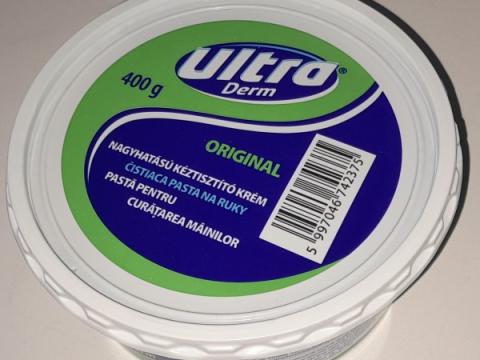 Ultra®
Derm
400 g
ORIGINAL
NAGYHATÁSÚ KÉZTISZTÍTÓ KRÉM
ČISTIACA PASTA NA RUKY
PASTĂ PENTRU
CURĂȚAREA MÂINILOR
5 997046 742375